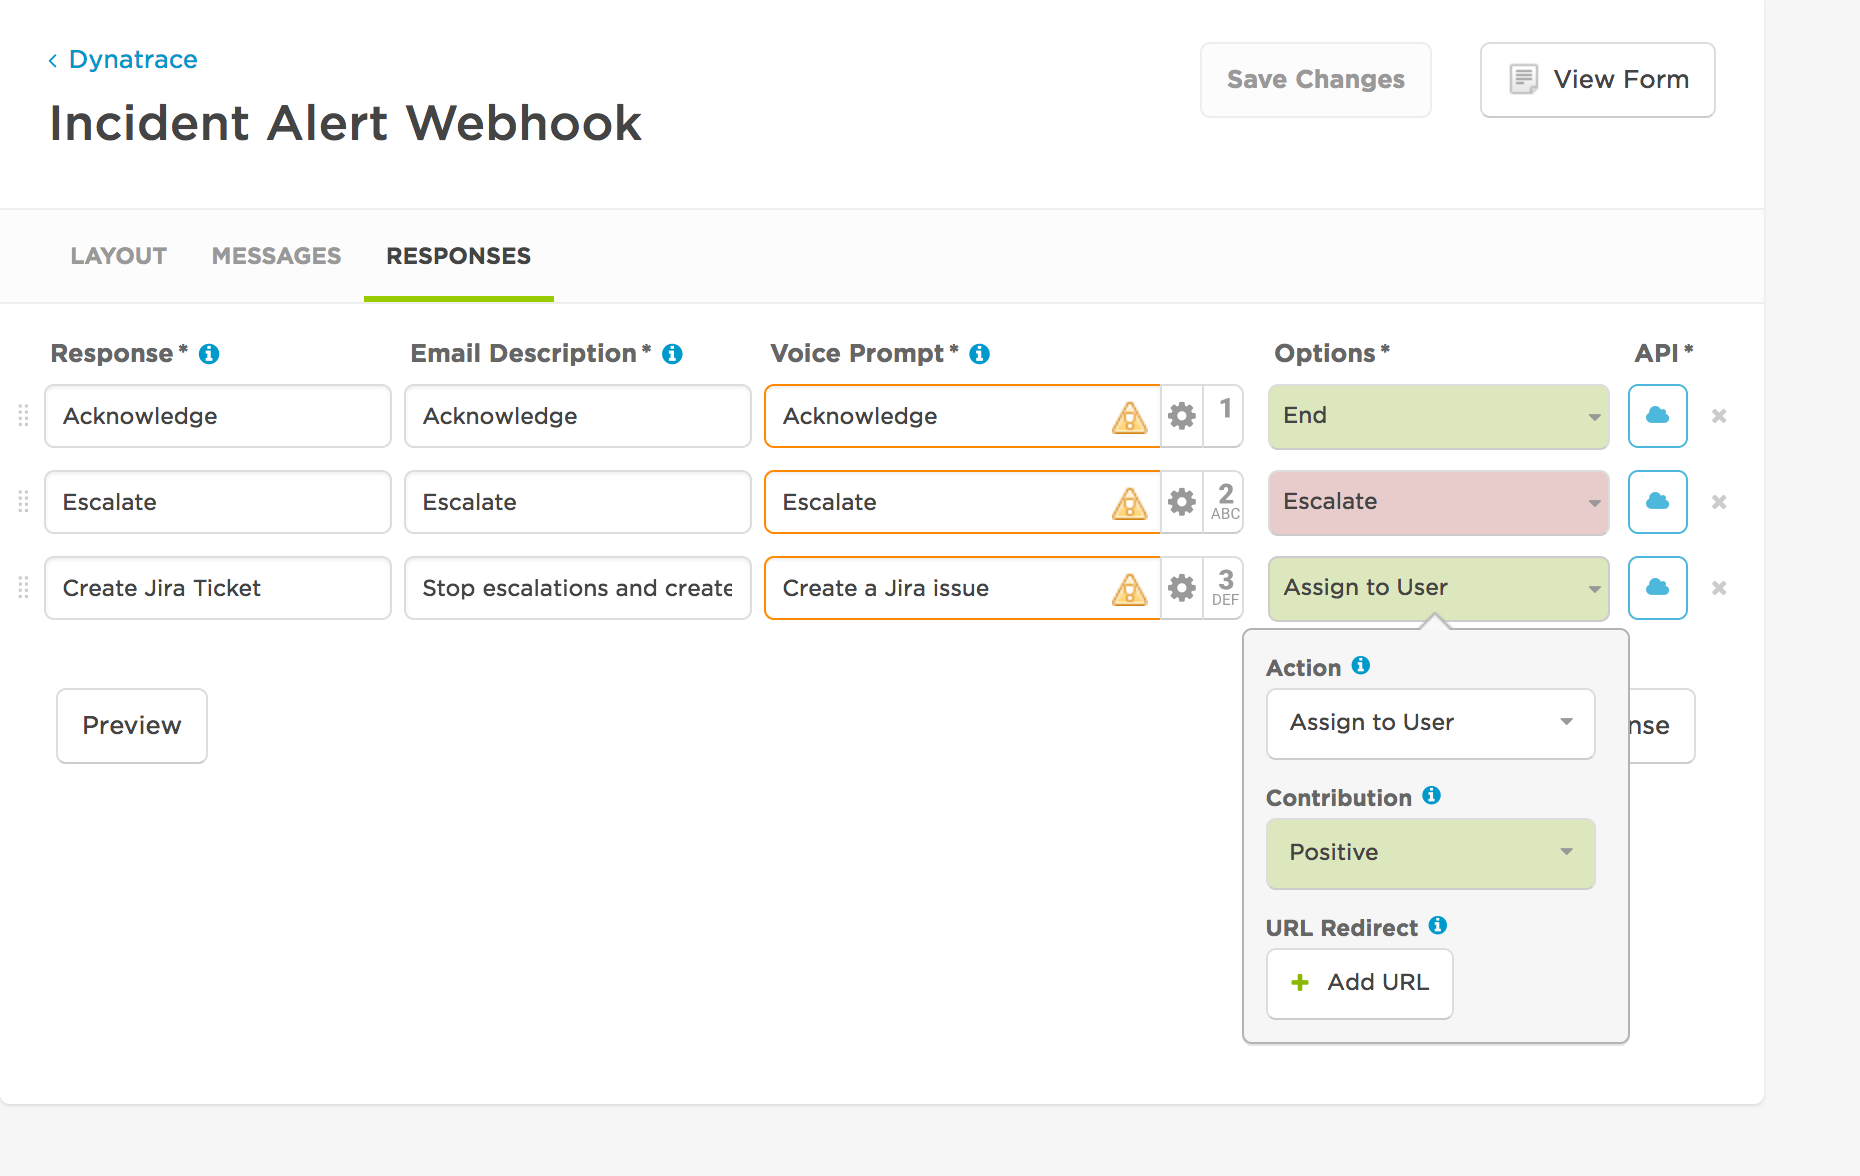 ‹ Dynatrace
Incident Alert Webhook
Save Changes
View Form
LAYOUT MESSAGES RESPONSES
Response * Email Description * Voice Prompt * Options * API *
Acknowledge Acknowledge Acknowledge 1 End
Escalate Escalate Escalate 2 ABC Escalate
Create Jira Ticket Stop escalations and create Create a Jira issue 3 DEF Assign to User
Preview
nse
Action
Assign to User
Contribution
Positive
URL Redirect
+ Add URL